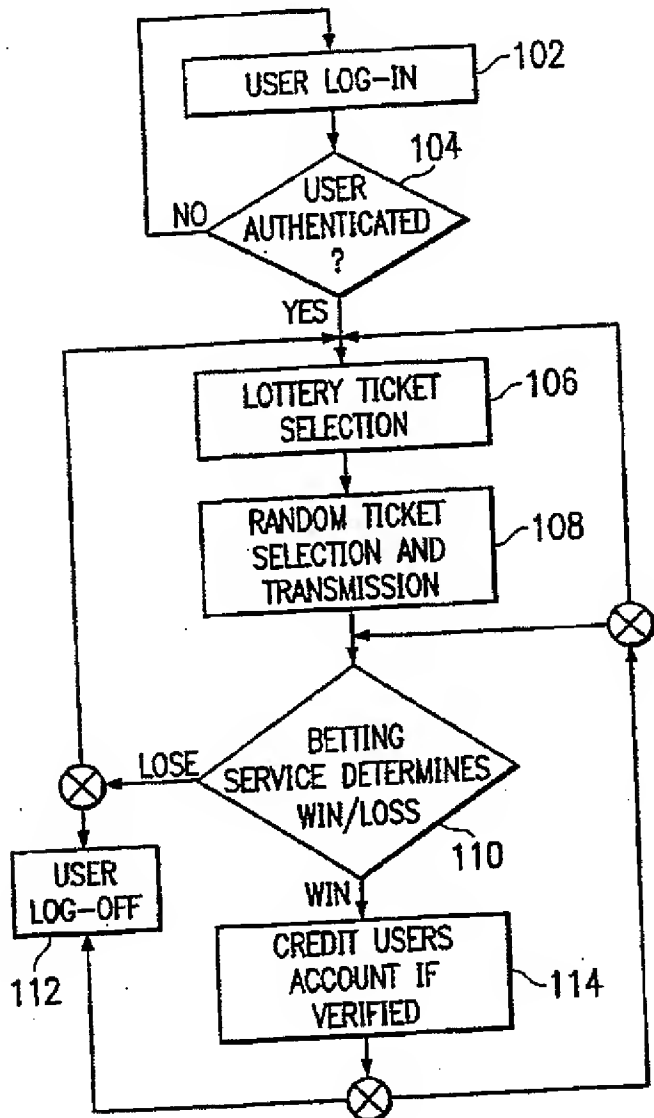 USER LOG-IN
102
104
USER
AUTHENTICATED
?
NO
YES
LOTTERY TICKET
SELECTION
106
RANDOM TICKET
SELECTION AND
TRANSMISSION
108
BETTING
SERVICE DETERMINES
WIN/LOSS
110
LOSE
USER
LOG-OFF
112
WIN
CREDIT USERS
ACCOUNT IF
VERIFIED
114